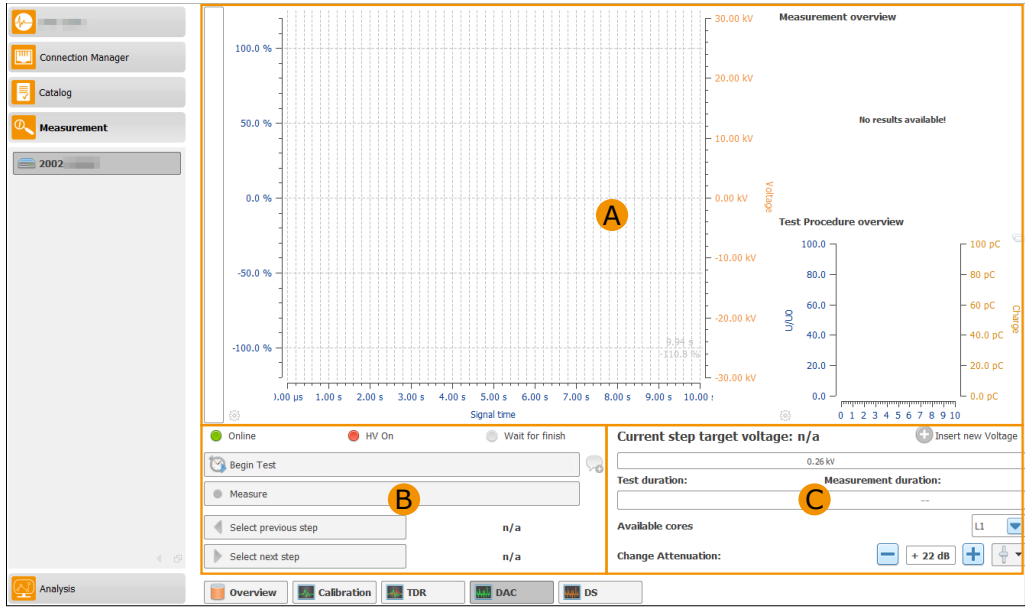 Connection Manager
Catalog
Measurement
2002
Analysis
100.0 %
50.0 %
0.0 %
-50.0 %
-100.0 %
30.00 kV
20.00 kV
10.00 kV
0.00 kV
-10.00 kV
-20.00 kV
-30.00 kV
Voltage
A
9.94 s
-110.8 %
1.00 s
2.00 s
3.00 s
4.00 s
5.00 s
6.00 s
7.00 s
8.00 s
9.00 s
Signal time
Measurement overview
No results available!
Test Procedure overview
100.0
80.0
60.0
40.0
20.0
0.0
U/U0
100 pC
80 pC
60 pC
40.0 pC
20.0 pC
0.0 pC
Charge
0 1 2 3 4 5 6 7 8 9 10
Online
HV On
Wait for finish
Begin Test
Measure
B
Select previous step
n/a
Select next step
n/a
Current step target voltage: n/a
Insert new Voltage
0.26 kV
Test duration:
Measurement duration:
C
--
Available cores
L1
Change Attenuation:
+ 22 dB
Overview
Calibration
TDR
DAC
DS